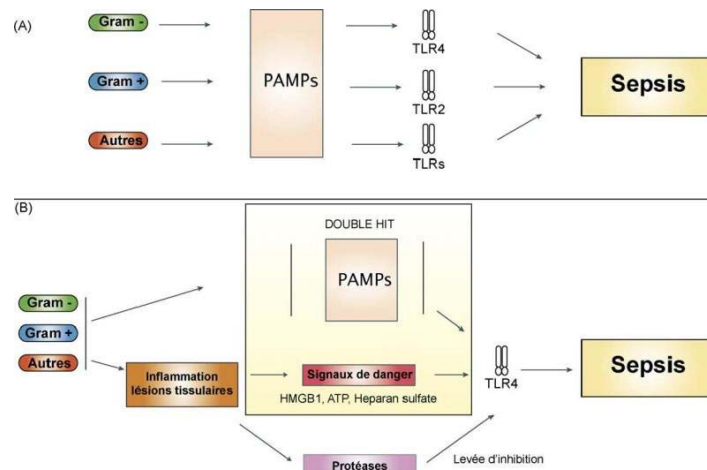 (A)
Gram -
Gram +
Autres
PAMPs
TLR4
TLR2
TLRs
Sepsis
(B)
DOUBLE HIT
PAMPs
Gram -
Gram +
Autres
Inflammation
lésions tissulaires
Signaux de danger
HMGB1, ATP, Heparan sulfate
TLR4
Sepsis
Protéases
Levée d'inhibition